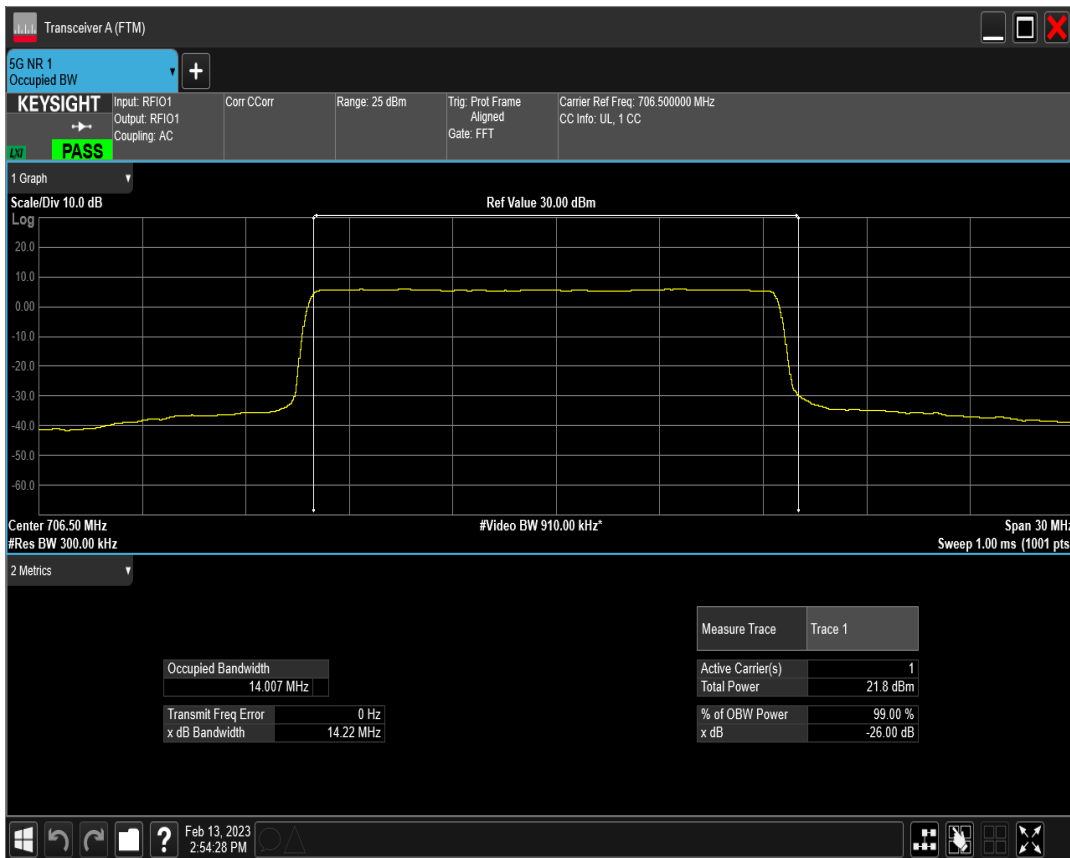 Transceiver A (FTM)
5G NR 1
Occupied BW
+
KEYSIGHT
LXI
PASS
Input: RFIO1
Output: RFIO1
Coupling: AC
Corr CCorr
Range: 25 dBm
Trig: Prot Frame
Aligned
Gate: FFT
Carrier Ref Freq: 706.500000 MHz
CC Info: UL, 1 CC
1 Graph
Scale/Div 10.0 dB
Ref Value 30.00 dBm
Log
20.0
10.0
0.00
-10.0
-20.0
-30.0
-40.0
-50.0
-60.0
Center 706.50 MHz
#Video BW 910.00 kHz*
Span 30 MHz
#Res BW 300.00 kHz
Sweep 1.00 ms (1001 pts
2 Metrics
Measure Trace Trace 1
Occupied Bandwidth
14.007 MHz
Active Carrier(s) 1
Total Power 21.8 dBm
Transmit Freq Error 0 Hz
x dB Bandwidth 14.22 MHz
% of OBW Power 99.00 %
x dB -26.00 dB
?
Feb 13, 2023
2:54:28 PM